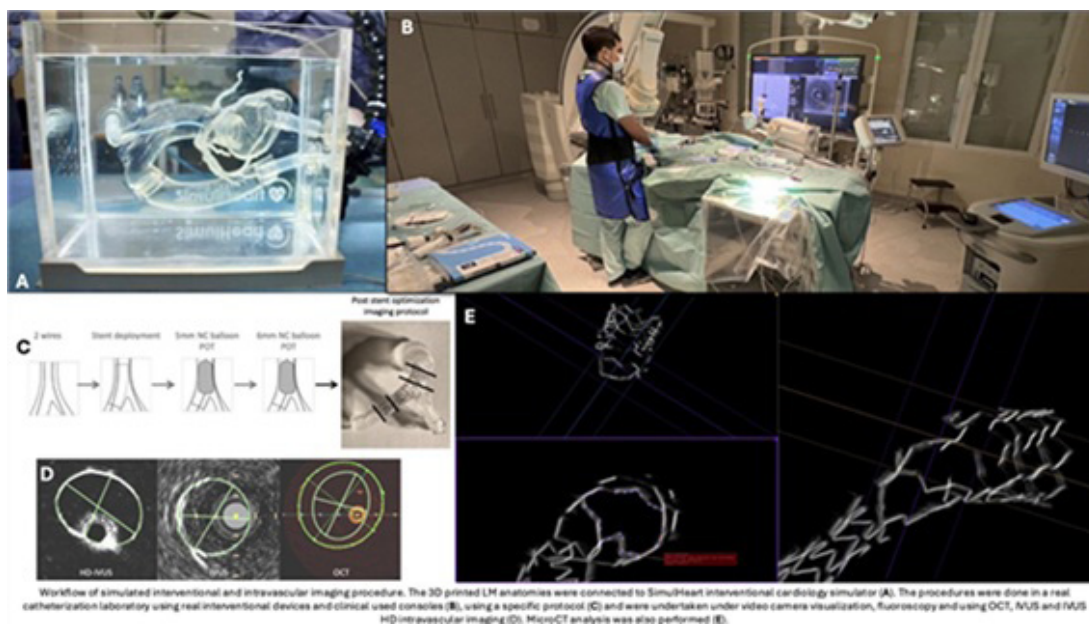 B
SimulHeart
SimulHeart
A
Post stent optimization
imaging protocol
C
2 wires
Stent deployment
5mm NC balloon
POT
6mm NC balloon
POT
E
D
HD-IVUS
IVUS
OCT
Workflow of simulated interventional and intravascular imaging procedure. The 3D printed LM anatomies were connected to SimulHeart interventional cardiology simulator (A). The procedures were done in a real
catheterization laboratory using real interventional devices and clinical used consoles (B), using a specific protocol (C) and were undertaken under video camera visualization, fluoroscopy and using OCT, IVUS and IVUS
HD intravascular imaging (D). MicroCT analysis was also performed (E).